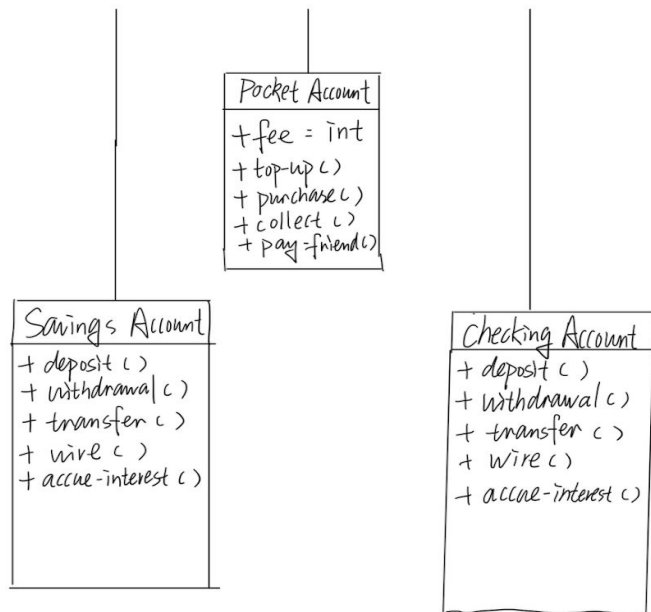 Pocket Account
+ fee = int
+ top-up()
+ purchase()
+ collect ()
+ pay-friend()
Savings Account
+ deposit ()
+ withdrawal ()
+ transfer ()
+ wire ()
+ accue-interest ()
Checking Account
+ deposit ()
+ withdrawal ()
+ transfer ()
+ wire ()
+ accue-interest ()